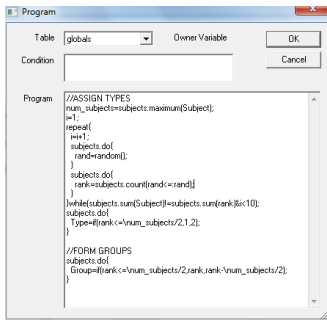 Program
Table globals Owner Variable OK
Condition Cancel
Program
//ASSIGN TYPES
num_subjects=subjects.maximum(Subject);
i=1;
repeat{
i=i+1;
subjects.do{
rand=random();
}
subjects.do{
rank=subjects.count(rand<=:rand);
}
}while(subjects.sum(Subject)!=subjects.sum(rank)&i<10);
subjects.do{
Type=if(rank<=\num_subjects/2,1,2);
}
//FORM GROUPS
subjects.do{
Group=if(rank<=\num_subjects/2,rank,rank-\num_subjects/2);
}